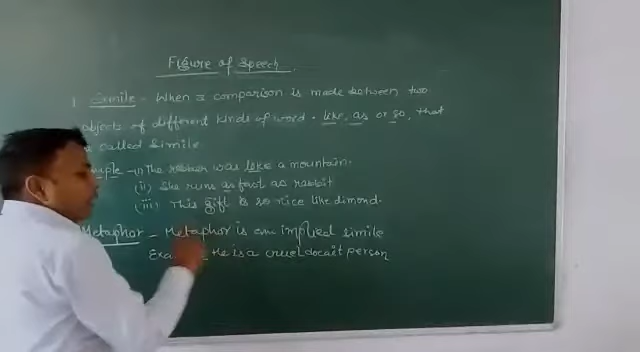 Figure of Speech
1. Simile - When a comparison is made between two
objects of different kinds of word - like, as or so, that
is called simile
(i) The robber was like a mountain.
(ii) She runs as fast as rabbit
(iii) This gift is so nice like dimond.
Metaphor - Metaphor is an implied simile
He is a cruel person